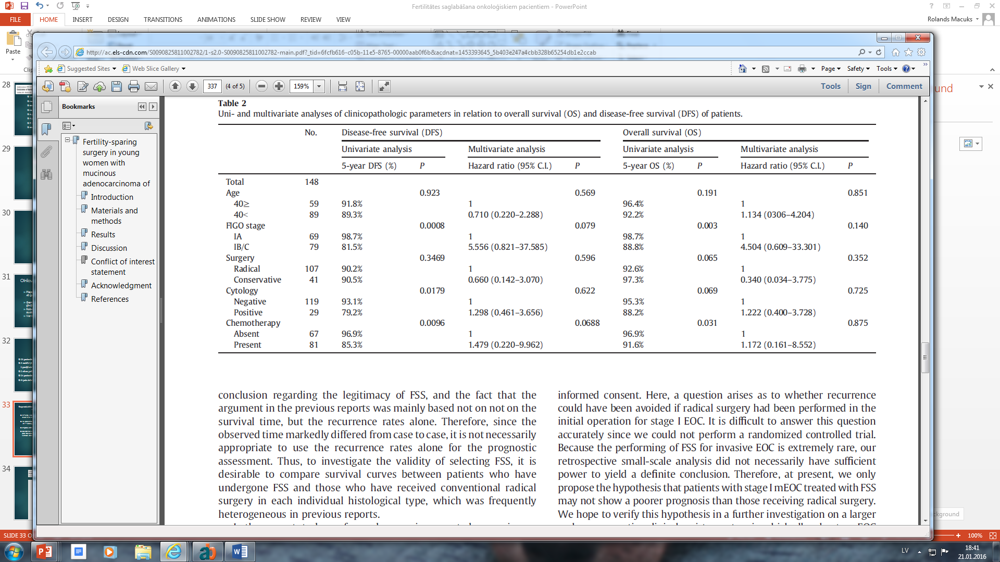 Fertilitātes saglabāšana onkoloģiskiem pacientiem - PowerPoint
FILE HOME INSERT DESIGN TRANSITIONS ANIMATIONS SLIDE SHOW REVIEW VIEW
Rolands Macuks
Paste
http://ac.els-cdn.com/S0090825811002782/1-s2.0-S0090825811002782-main.pdf?_tid=6fcfb616-c05b-11e5-8765-00000aab0f6b&acdnat=1453393645_5b403e247a4cbb328b65254db1e2ccab
Suggested Sites Web Slice Gallery
Page Safety Tools
337 (4 of 5) 159%
Tools Sign Comment
Bookmarks
Fertility-sparing
surgery in young
women with
mucinous
adenocarcinoma of
Introduction
Materials and
methods
Results
Discussion
Conflict of interest
statement
Acknowledgment
References
28
29
30
31
32
33
34
Table 2
Uni- and multivariate analyses of clinicopathologic parameters in relation to overall survival (OS) and disease-free survival (DFS) of patients.
No. Disease-free survival (DFS) Overall survival (OS)
Univariate analysis Multivariate analysis Univariate analysis Multivariate analysis
5-year DFS (%) P Hazard ratio (95% C.I.) P 5-year OS (%) P Hazard ratio (95% C.I.) P
Total 148
Age 0.923 0.569 0.191 0.851
40≥ 59 91.8% 1 96.4% 1
40< 89 89.3% 0.710 (0.220–2.288) 92.2% 1.134 (0306–4.204)
FIGO stage 0.0008 0.079 0.003 0.140
IA 69 98.7% 1 98.7% 1
IB/C 79 81.5% 5.556 (0.821–37.585) 88.8% 4.504 (0.609–33.301)
Surgery 0.3469 0.596 0.065 0.352
Radical 107 90.2% 1 92.6% 1
Conservative 41 90.5% 0.660 (0.142–3.070) 97.3% 0.340 (0.034–3.775)
Cytology 0.0179 0.622 0.069 0.725
Negative 119 93.1% 1 95.3% 1
Positive 29 79.2% 1.298 (0.461–3.656) 88.2% 1.222 (0.400–3.728)
Chemotherapy 0.0096 0.0688 0.031 0.875
Absent 67 96.9% 1 96.9% 1
Present 81 85.3% 1.479 (0.220–9.962) 91.6% 1.172 (0.161–8.552)
conclusion regarding the legitimacy of FSS, and the fact that the
argument in the previous reports was mainly based not on not on the
survival time, but the recurrence rates alone. Therefore, since the
observed time markedly differed from case to case, it is not necessarily
appropriate to use the recurrence rates alone for the prognostic
assessment. Thus, to investigate the validity of selecting FSS, it is
desirable to compare survival curves between patients who have
undergone FSS and those who have received conventional radical
surgery in each individual histological type, which was frequently
heterogeneous in previous reports.
informed consent. Here, a question arises as to whether recurrence
could have been avoided if radical surgery had been performed in the
initial operation for stage I EOC. It is difficult to answer this question
accurately since we could not perform a randomized controlled trial.
Because the performing of FSS for invasive EOC is extremely rare, our
retrospective small-scale analysis did not necessarily have sufficient
power to yield a definite conclusion. Therefore, at present, we only
propose the hypothesis that patients with stage I mEOC treated with FSS
may not show a poorer prognosis than those receiving radical surgery.
We hope to verify this hypothesis in a further investigation on a larger
und
ckground
SLIDE 33 O
100%
LV
18:41
21.01.2016